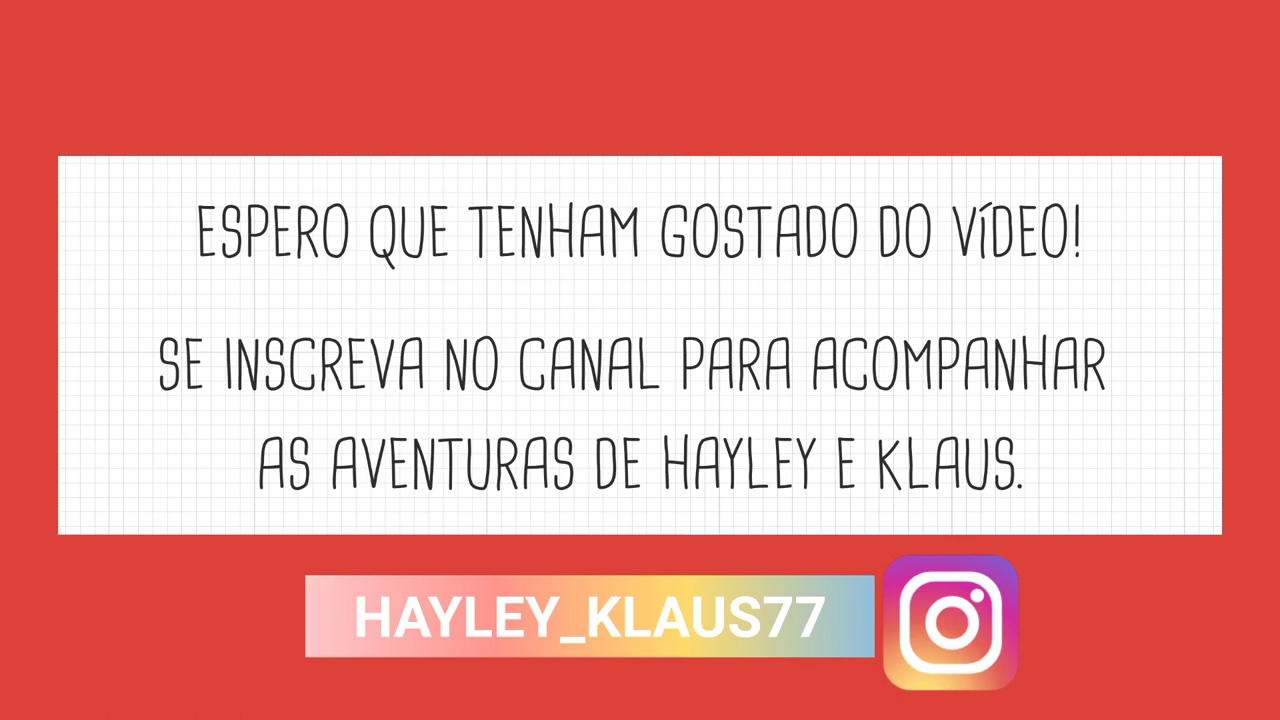 ESPERO QUE TENHAM GOSTADO DO VÍDEO!
SE INSCREVA NO CANAL PARA ACOMPANHAR
AS AVENTURAS DE HAYLEY E KLAUS.
HAYLEY_KLAUS77